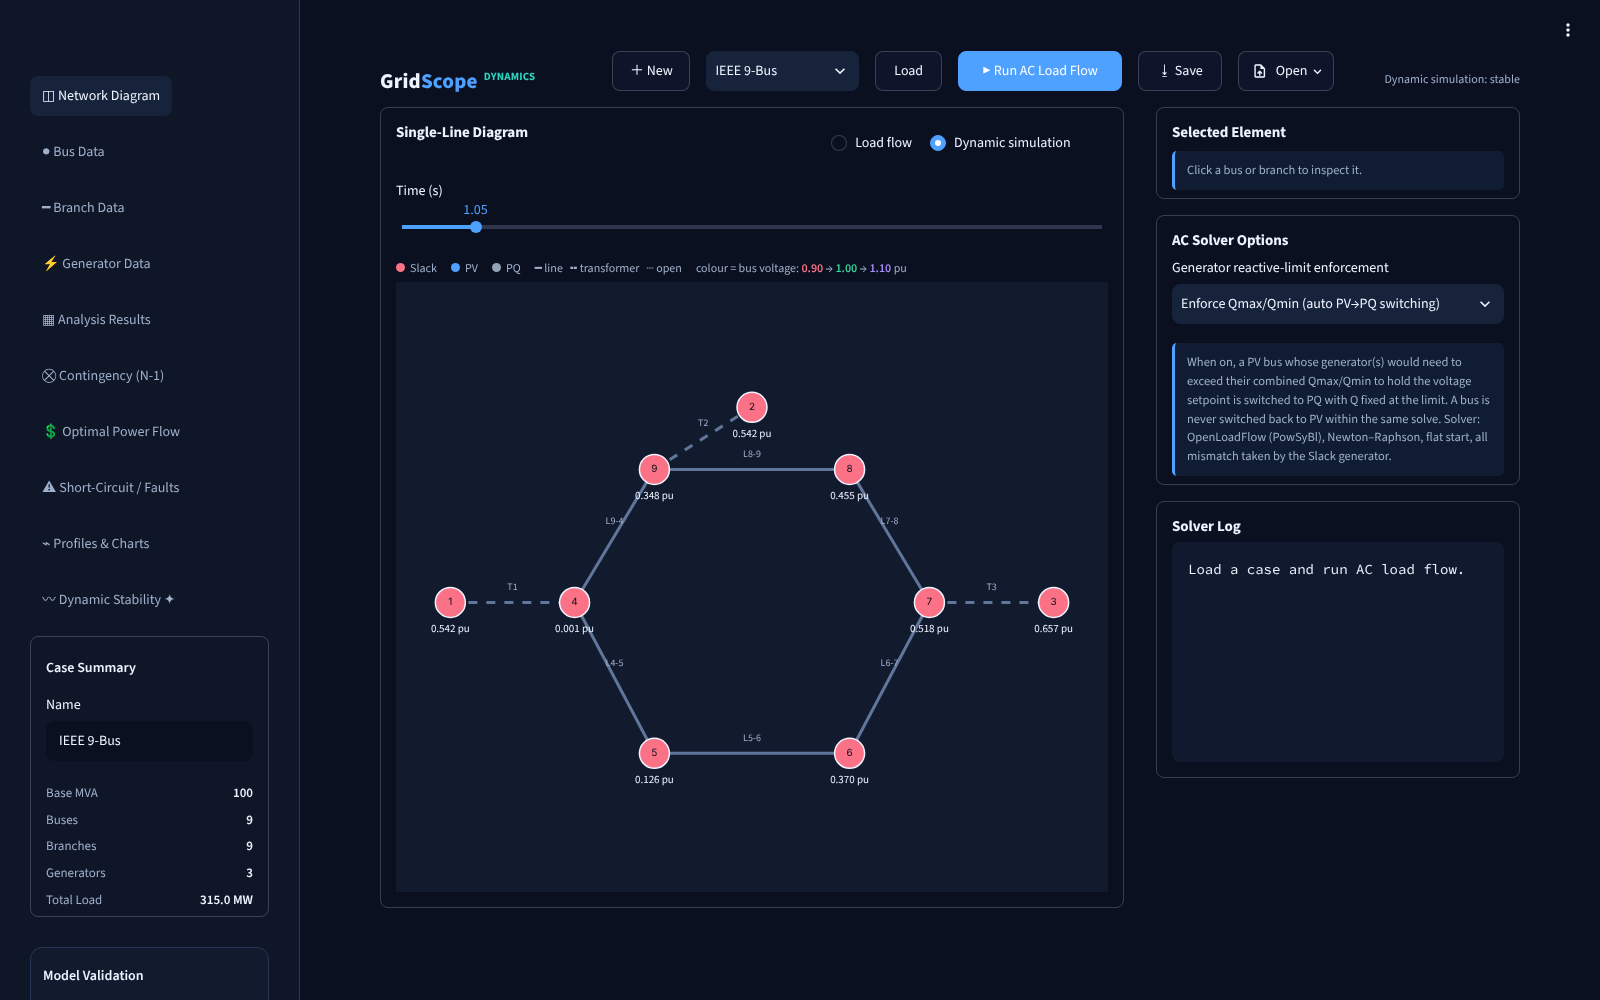 Network Diagram
Bus Data
Branch Data
Generator Data
Analysis Results
Contingency (N-1)
Optimal Power Flow
Short-Circuit / Faults
Profiles & Charts
Dynamic Stability
Case Summary
Name
IEEE 9-Bus
Base MVA 100
Buses 9
Branches 9
Generators 3
Total Load 315.0 MW
Model Validation
GridScope DYNAMICS
+ New
IEEE 9-Bus
Load
Run AC Load Flow
Save
Open
Dynamic simulation: stable
Single-Line Diagram
Load flow
Dynamic simulation
Time (s)
1.05
Slack PV PQ line transformer open colour = bus voltage: 0.90 → 1.00 → 1.10 pu
2
T2
0.542 pu
L8-9
9
8
0.348 pu
0.455 pu
L9-4
L7-8
T1
T3
1
4
7
3
0.542 pu
0.001 pu
0.518 pu
0.657 pu
L4-5
L6-7
L5-6
5
6
0.126 pu
0.370 pu
Selected Element
Click a bus or branch to inspect it.
AC Solver Options
Generator reactive-limit enforcement
Enforce Qmax/Qmin (auto PV→PQ switching)
When on, a PV bus whose generator(s) would need to
exceed their combined Qmax/Qmin to hold the voltage
setpoint is switched to PQ with Q fixed at the limit. A bus is
never switched back to PV within the same solve. Solver:
OpenLoadFlow (PowSyBl), Newton–Raphson, flat start, all
mismatch taken by the Slack generator.
Solver Log
Load a case and run AC load flow.